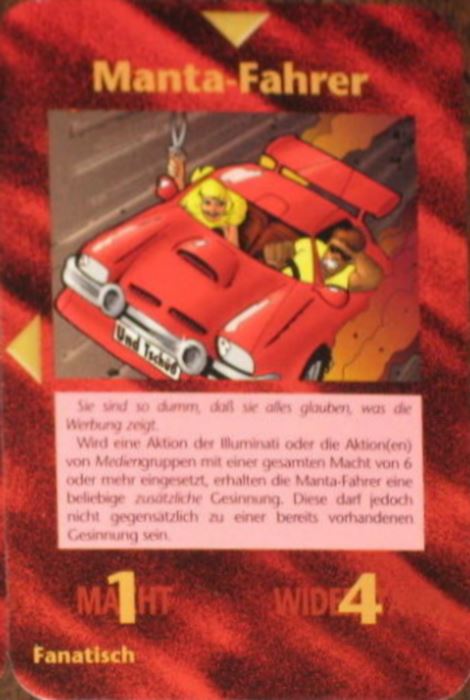 Manta-Fahrer
Und Tschüß
Sie sind so dumm, daß sie alles glauben, was die
Werbung zeigt.
Wird eine Aktion der Illuminati oder die Aktion(en)
von Mediengruppen mit einer gesamten Macht von 6
oder mehr eingesetzt, erhalten die Manta-Fahrer eine
beliebige zusätzliche Gesinnung. Diese darf jedoch
nicht gegensätzlich zu einer bereits vorhandenen
Gesinnung sein.
MACHT 1 WIDER 4
Fanatisch